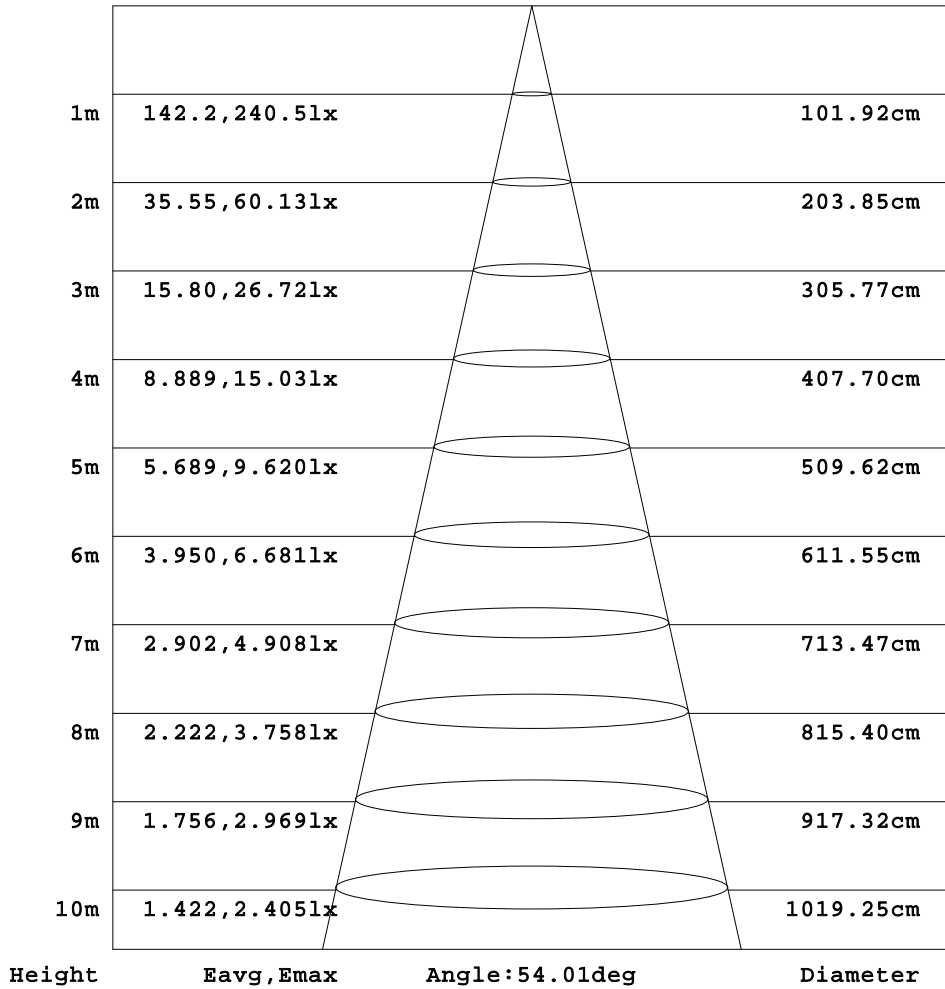 1m 142.2,240.5lx 101.92cm
2m 35.55,60.13lx 203.85cm
3m 15.80,26.72lx 305.77cm
4m 8.889,15.03lx 407.70cm
5m 5.689,9.620lx 509.62cm
6m 3.950,6.681lx 611.55cm
7m 2.902,4.908lx 713.47cm
8m 2.222,3.758lx 815.40cm
9m 1.756,2.969lx 917.32cm
10m 1.422,2.405lx 1019.25cm
Height Eavg,Emax Angle:54.01deg Diameter